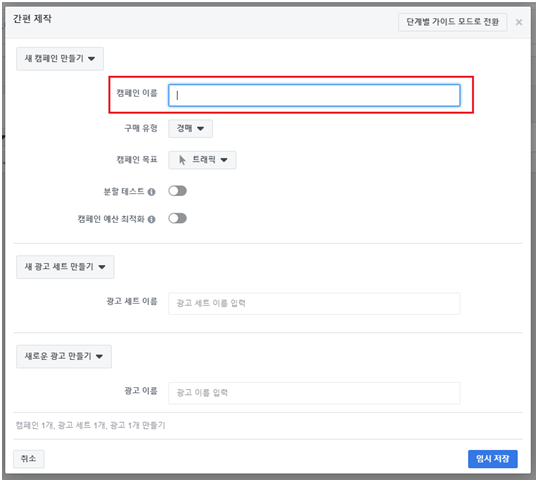 간편 제작
단계별 가이드 모드로 전환
새 캠페인 만들기
캠페인 이름
구매 유형 경매
캠페인 목표 트래픽
분할 테스트
캠페인 예산 최적화
새 광고 세트 만들기
광고 세트 이름 광고 세트 이름 입력
새로운 광고 만들기
광고 이름 광고 이름 입력
캠페인 1개, 광고 세트 1개, 광고 1개 만들기
취소 임시 저장